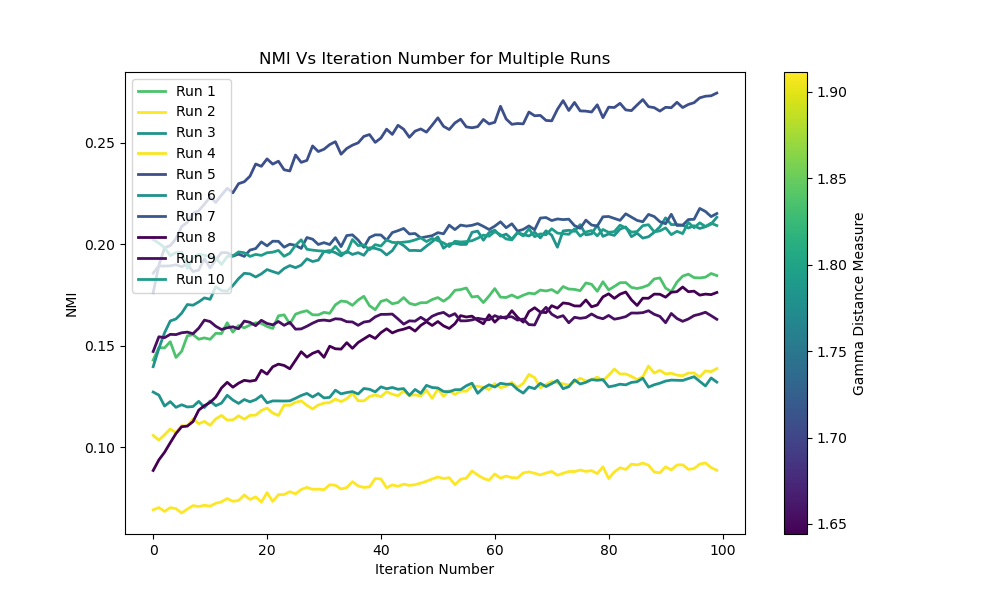 NMI Vs Iteration Number for Multiple Runs
Run 1
Run 2
Run 3
Run 4
Run 5
Run 6
Run 7
Run 8
Run 9
Run 10
0.25
0.20
0.15
0.10
NMI
0 20 40 60 80 100
Iteration Number
1.90
1.85
1.80
1.75
1.70
1.65
Gamma Distance Measure